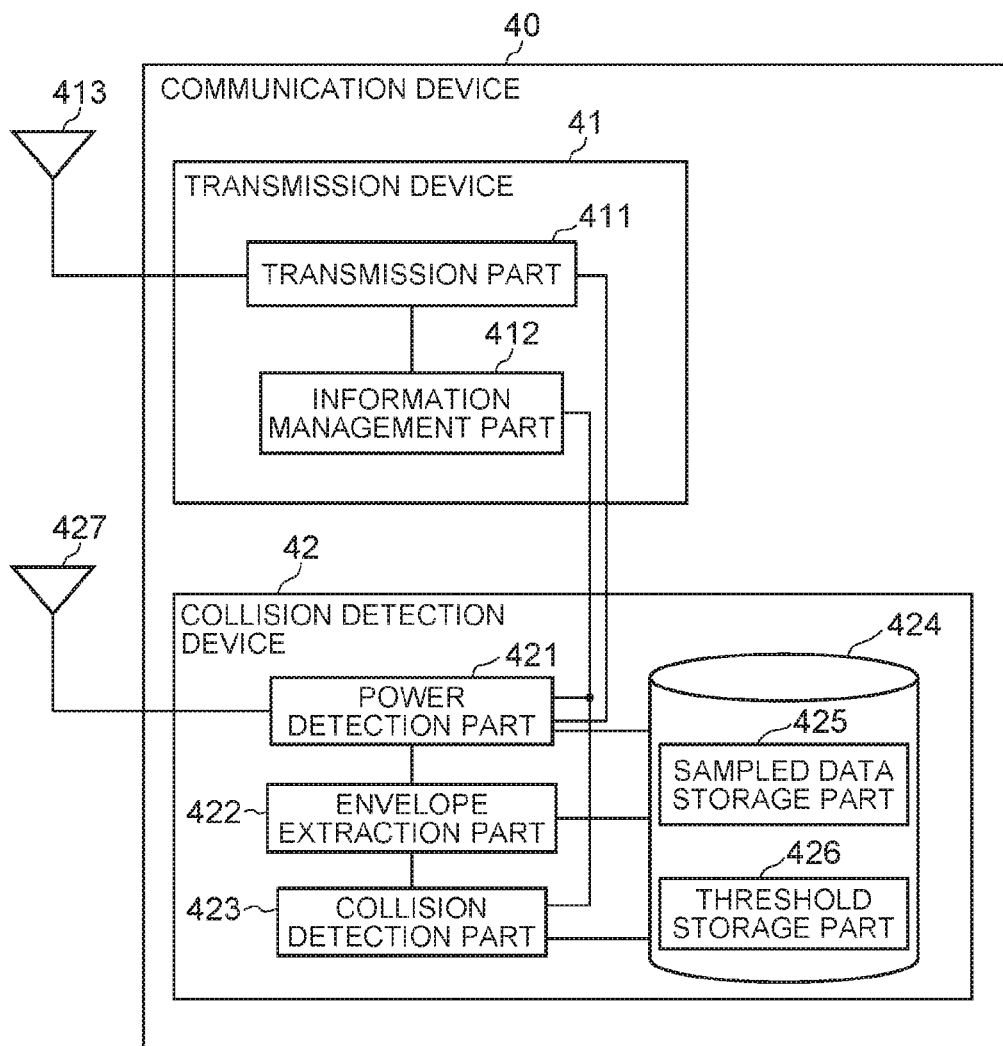 40
COMMUNICATION DEVICE
413
41
TRANSMISSION DEVICE
411
TRANSMISSION PART
412
INFORMATION
MANAGEMENT PART
427
42
COLLISION DETECTION
DEVICE
424
421
POWER
DETECTION PART
425
SAMPLED DATA
STORAGE PART
422
ENVELOPE
EXTRACTION PART
426
THRESHOLD
STORAGE PART
423
COLLISION
DETECTION PART